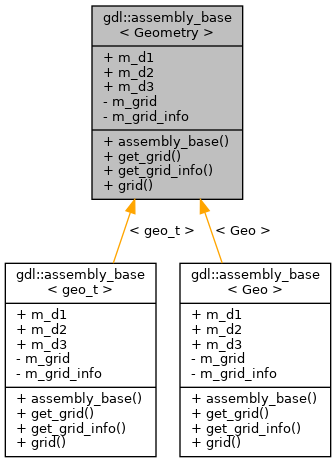 gdl::assembly_base
< Geometry >
+ m_d1
+ m_d2
+ m_d3
- m_grid
- m_grid_info
+ assembly_base()
+ get_grid()
+ get_grid_info()
+ grid()
< geo_t >
< Geo >
gdl::assembly_base
< geo_t >
+ m_d1
+ m_d2
+ m_d3
- m_grid
- m_grid_info
+ assembly_base()
+ get_grid()
+ get_grid_info()
+ grid()
gdl::assembly_base
< Geo >
+ m_d1
+ m_d2
+ m_d3
- m_grid
- m_grid_info
+ assembly_base()
+ get_grid()
+ get_grid_info()
+ grid()